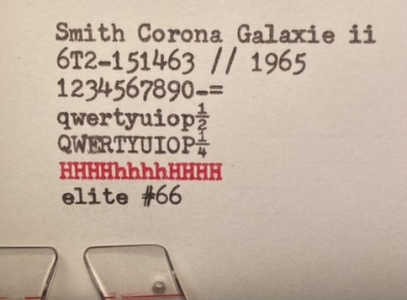 Smith Corona Galaxie ii
6T2-151463 // 1965
1234567890-=
qwertyuiop½
QWERTYUIOP¼
HHHHhhhhHHHH
elite #66